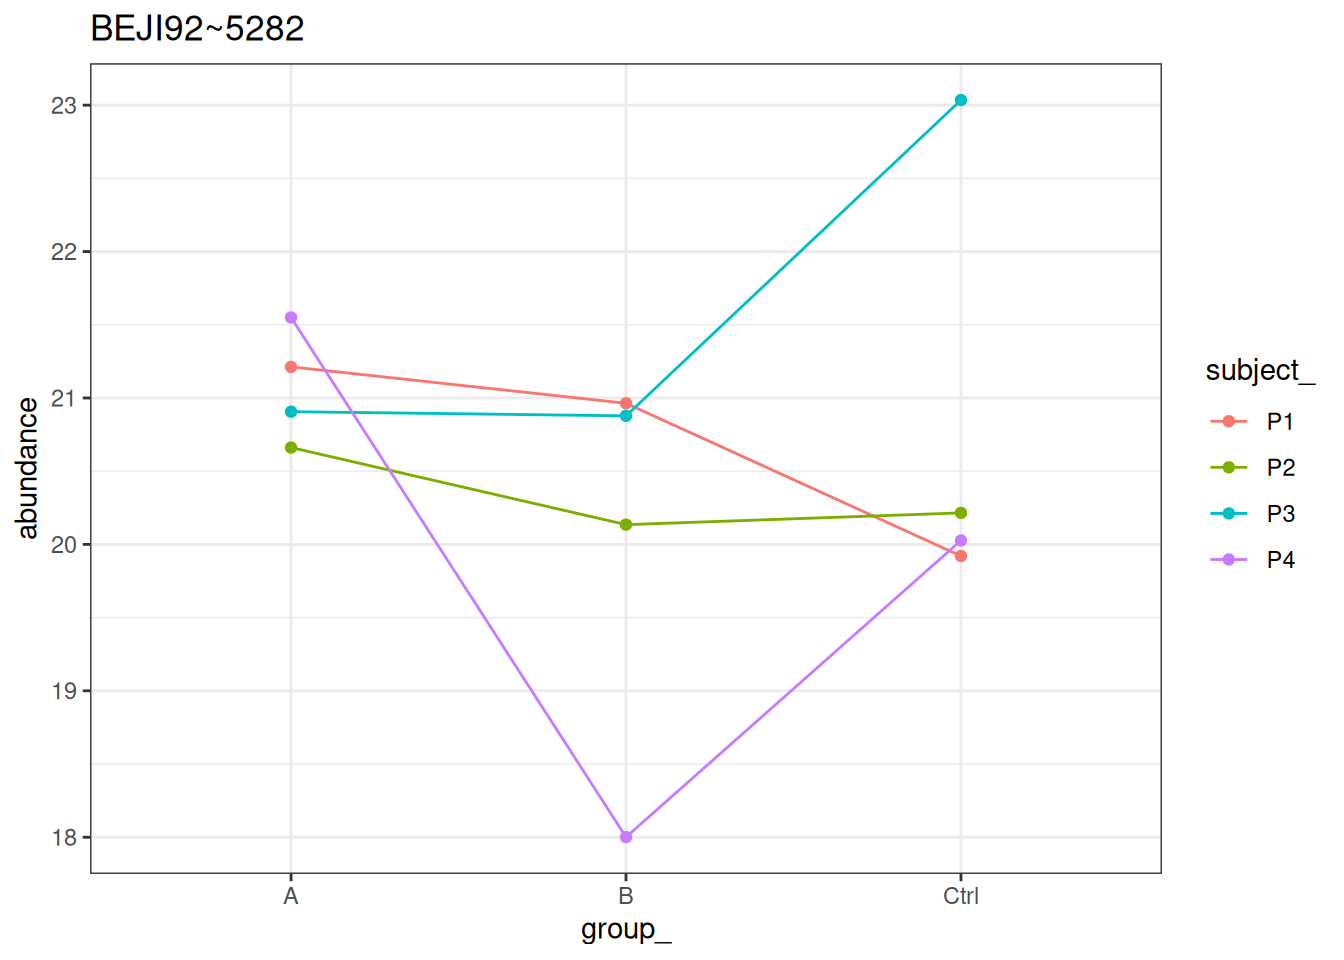 BEJI92~5282
abundance
23
22
21
20
19
18
A B Ctrl
group_
subject_
P1
P2
P3
P4